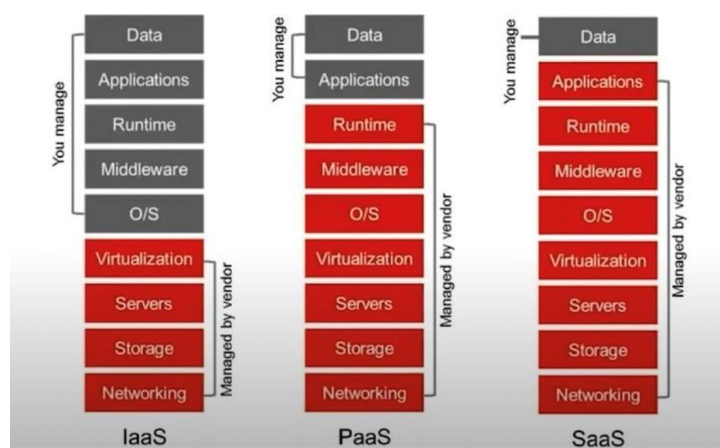 You manage
Data
Applications
Runtime
Middleware
O/S
Virtualization
Servers
Storage
Networking
Managed by vendor
IaaS
You manage
Data
Applications
Runtime
Middleware
O/S
Virtualization
Servers
Storage
Networking
Managed by vendor
PaaS
You manage
Data
Applications
Runtime
Middleware
O/S
Virtualization
Servers
Storage
Networking
Managed by vendor
SaaS